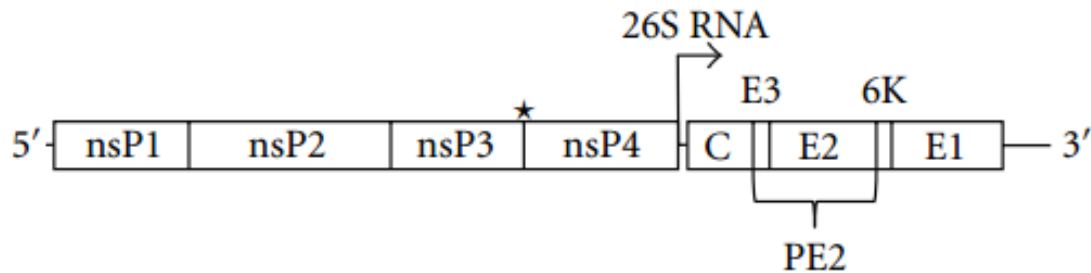 26S RNA
E3 6K
★
5′ nsP1 nsP2 nsP3 nsP4 C E2 E1 3′
PE2